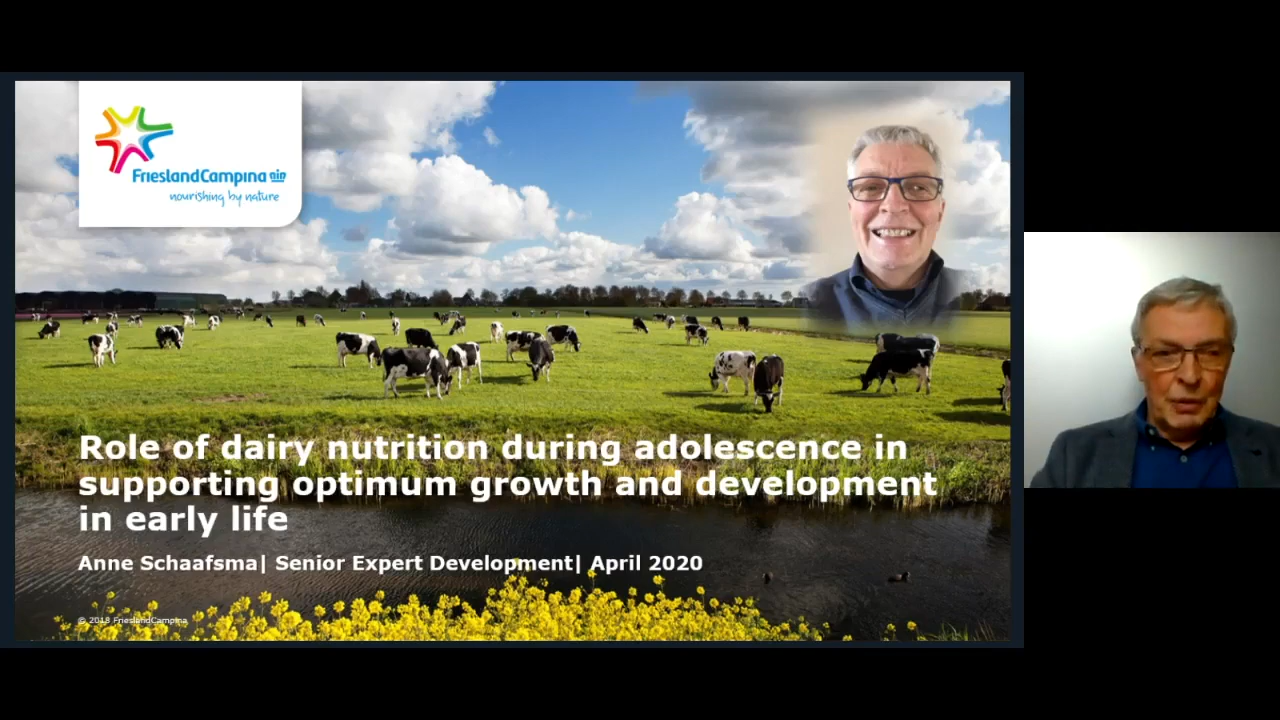 FrieslandCampina
nourishing by nature
Role of dairy nutrition during adolescence in
supporting optimum growth and development
in early life
Anne Schaafsma| Senior Expert Development| April 2020
© 2018 FrieslandCampina